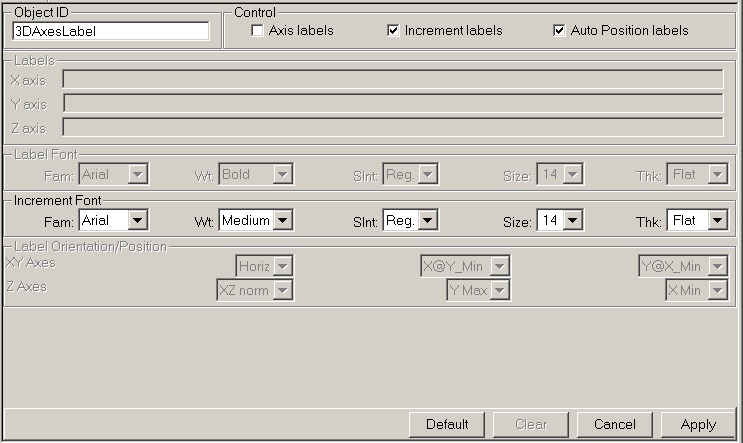 Object ID
3DAxesLabel
Control
Axis labels Increment labels Auto Position labels
Labels
X axis
Y axis
Z axis
Label Font
Fam: Arial Wt: Bold Slnt: Reg. Size: 14 Thk: Flat
Increment Font
Fam: Arial Wt: Medium Slnt: Reg. Size: 14 Thk: Flat
Label Orientation/Position
XY Axes Horiz X@Y_Min Y@X_Min
Z Axes XZ norm Y Max X Min
Default Clear Cancel Apply